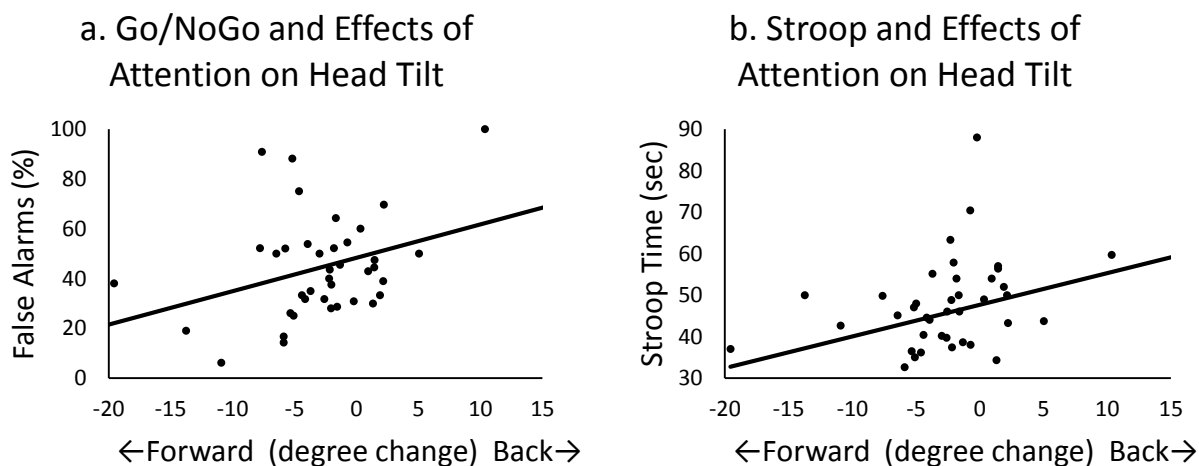 a. Go/NoGo and Effects of
Attention on Head Tilt
False Alarms (%)
100
80
60
40
20
0
-20 -15 -10 -5 0 5 10 15
←Forward (degree change) Back→
b. Stroop and Effects of
Attention on Head Tilt
Stroop Time (sec)
90
80
70
60
50
40
30
-20 -15 -10 -5 0 5 10 15
←Forward (degree change) Back→